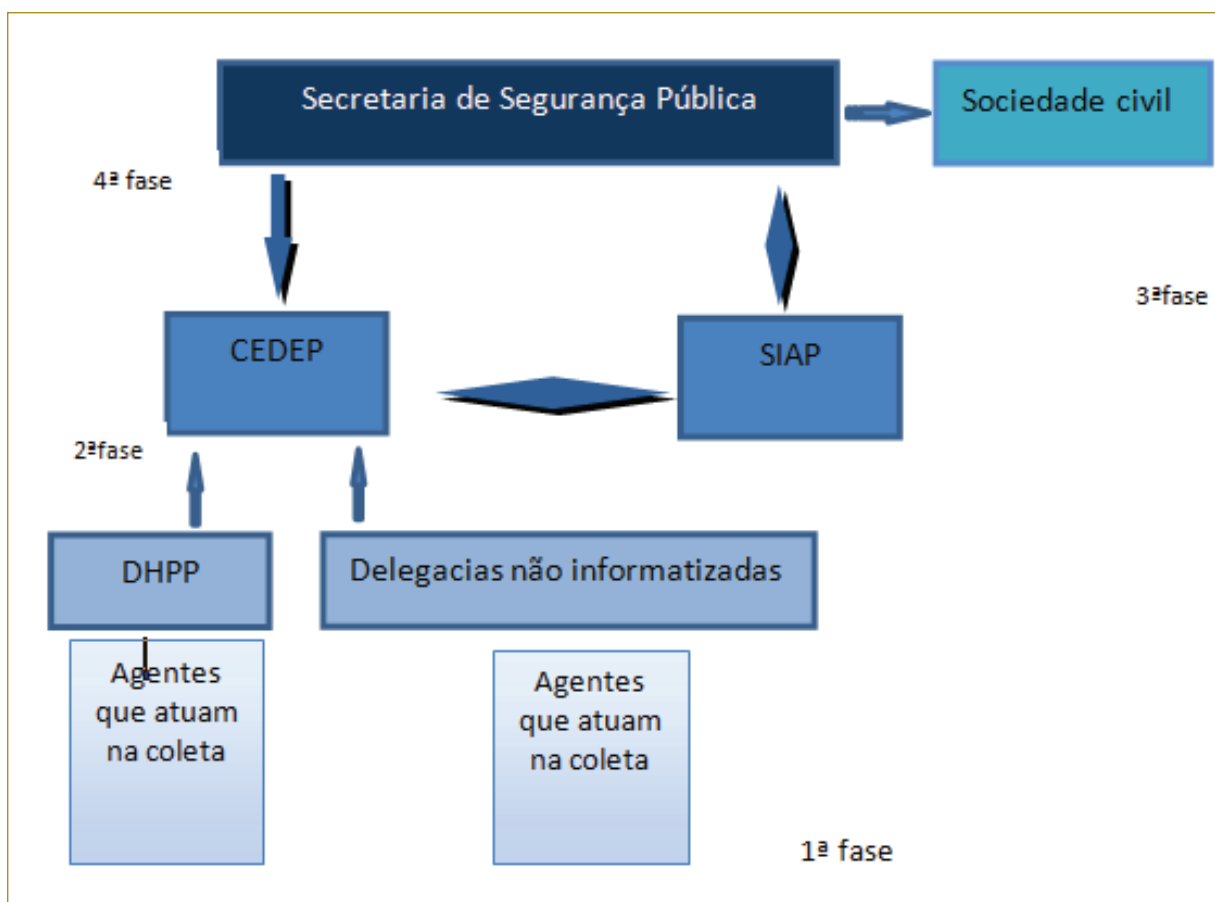 Secretaria de Segurança Pública
Sociedade civil
4ª fase
3ªfase
CEDEP
SIAP
2ªfase
DHPP
Delegacias não informatizadas
Agentes
que atuam
na coleta
Agentes
que atuam
na coleta
1ª fase